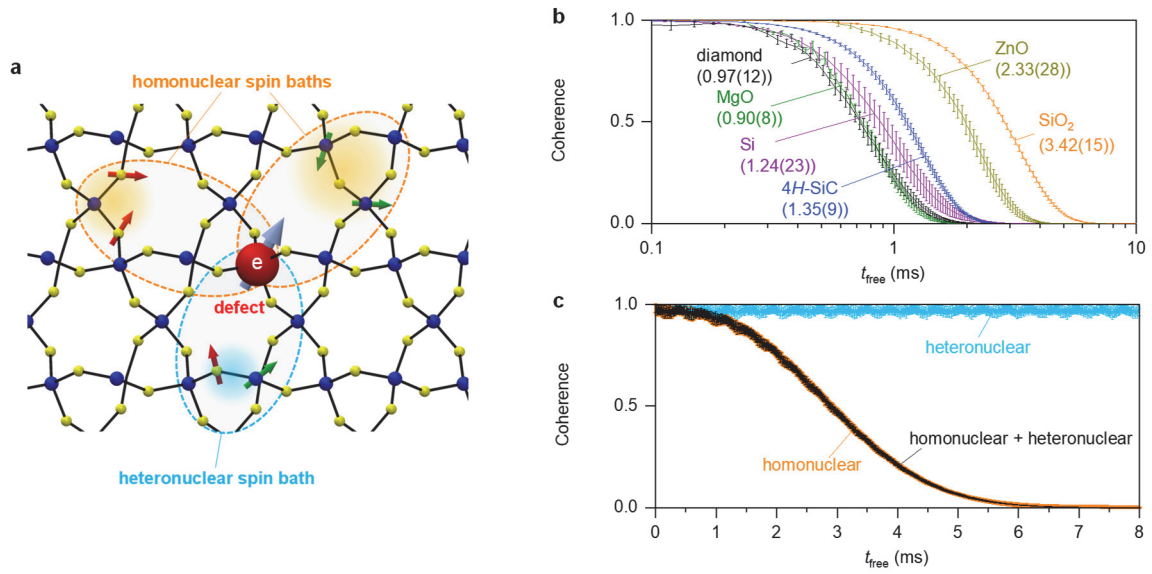 a
homonuclear spin baths
e
defect
heteronuclear spin bath
b
Coherence
1.0
0.5
0.0
diamond
(0.97(12))
MgO
(0.90(8))
Si
(1.24(23))
4H-SiC
(1.35(9))
ZnO
(2.33(28))
SiO₂
(3.42(15))
0.1
1
10
t_free (ms)
c
Coherence
1.0
0.5
0.0
heteronuclear
homonuclear + heteronuclear
homonuclear
0 1 2 3 4 5 6 7 8
t_free (ms)